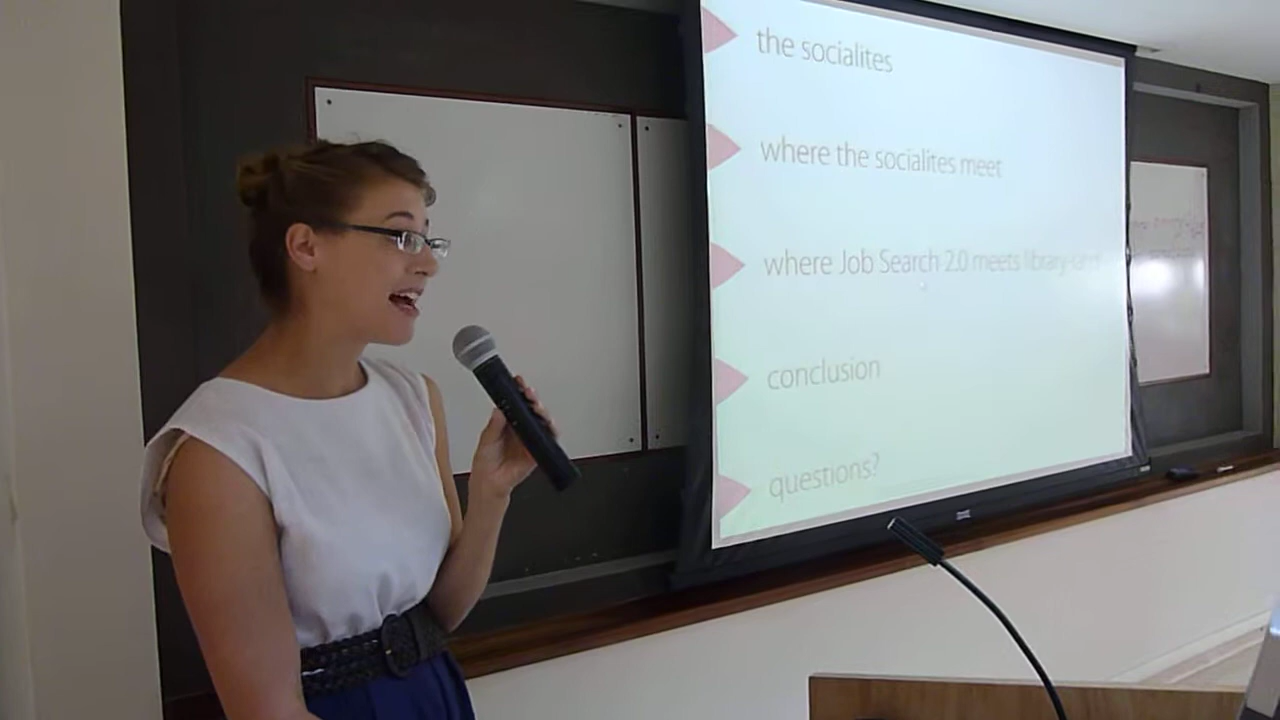 the socialites
where the socialites meet
where Job Search 2.0 meets
conclusion
questions?